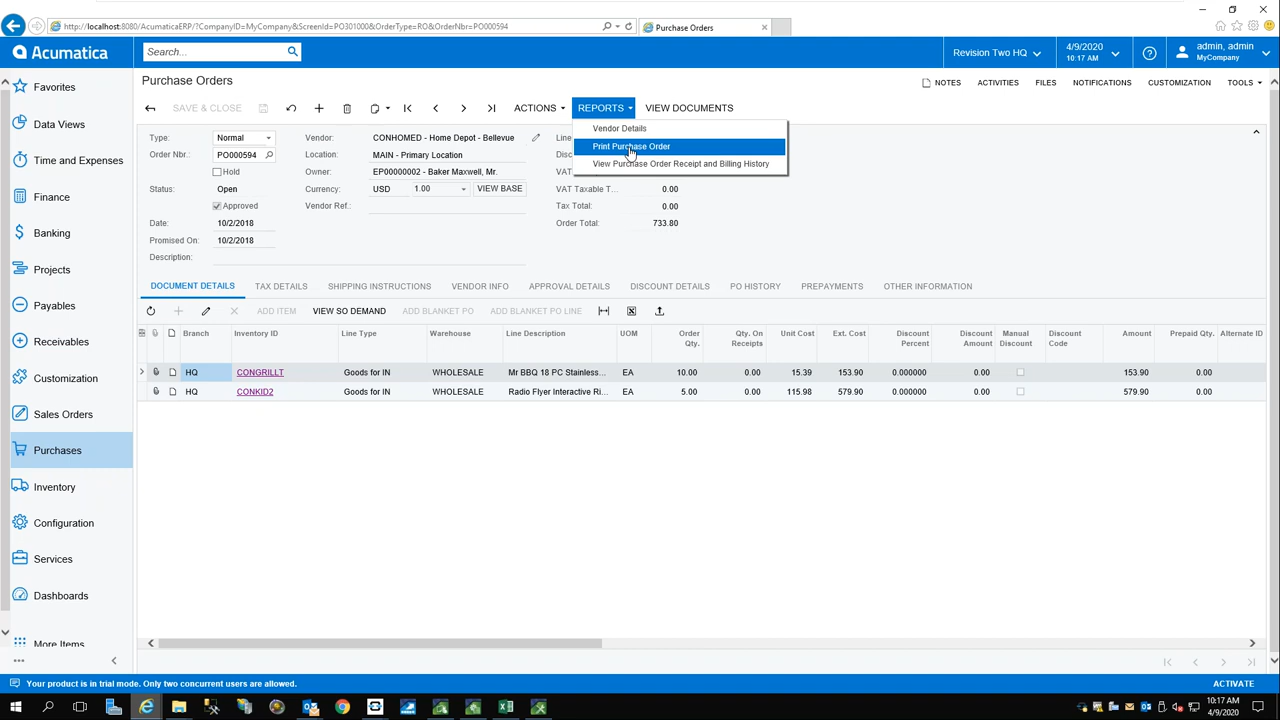 http://localhost:8080/AcumaticaERP/?CompanyID=MyCompany&ScreenId=PO301000&OrderType=RO&OrderNbr=PO000594
Purchase Orders
Acumatica
Search...
Revision Two HQ
4/9/2020
10:17 AM
admin, admin
MyCompany
Favorites
Data Views
Time and Expenses
Finance
Banking
Projects
Payables
Receivables
Customization
Sales Orders
Purchases
Inventory
Configuration
Services
Dashboards
More Items
Purchase Orders
NOTES ACTIVITIES FILES NOTIFICATIONS CUSTOMIZATION TOOLS
SAVE & CLOSE ACTIONS REPORTS VIEW DOCUMENTS
Vendor Details
Print Purchase Order
View Purchase Order Receipt and Billing History
Type: Normal Vendor: CONHOMED - Home Depot - Bellevue
Order Nbr.: PO000594 Location: MAIN - Primary Location
Hold Owner: EP00000002 - Baker Maxwell, Mr.
Status: Open Currency: USD 1.00 VIEW BASE VAT Taxable T... 0.00
Approved Vendor Ref.: Tax Total: 0.00
Date: 10/2/2018 Order Total: 733.80
Promised On: 10/2/2018
Description:
DOCUMENT DETAILS TAX DETAILS SHIPPING INSTRUCTIONS VENDOR INFO APPROVAL DETAILS DISCOUNT DETAILS PO HISTORY PREPAYMENTS OTHER INFORMATION
ADD ITEM VIEW SO DEMAND ADD BLANKET PO ADD BLANKET PO LINE
Branch Inventory ID Line Type Warehouse Line Description UOM Order Qty. Qty. On Receipts Unit Cost Ext. Cost Discount Percent Discount Amount Manual Discount Discount Code Amount Prepaid Qty. Alternate ID
HQ CONGRILLT Goods for IN WHOLESALE Mr BBQ 18 PC Stainless... EA 10.00 0.00 15.39 153.90 0.000000 0.00 153.90 0.00
HQ CONKID2 Goods for IN WHOLESALE Radio Flyer Interactive Ri... EA 5.00 0.00 115.98 579.90 0.000000 0.00 579.90 0.00
Your product is in trial mode. Only two concurrent users are allowed. ACTIVATE
10:17 AM
4/9/2020